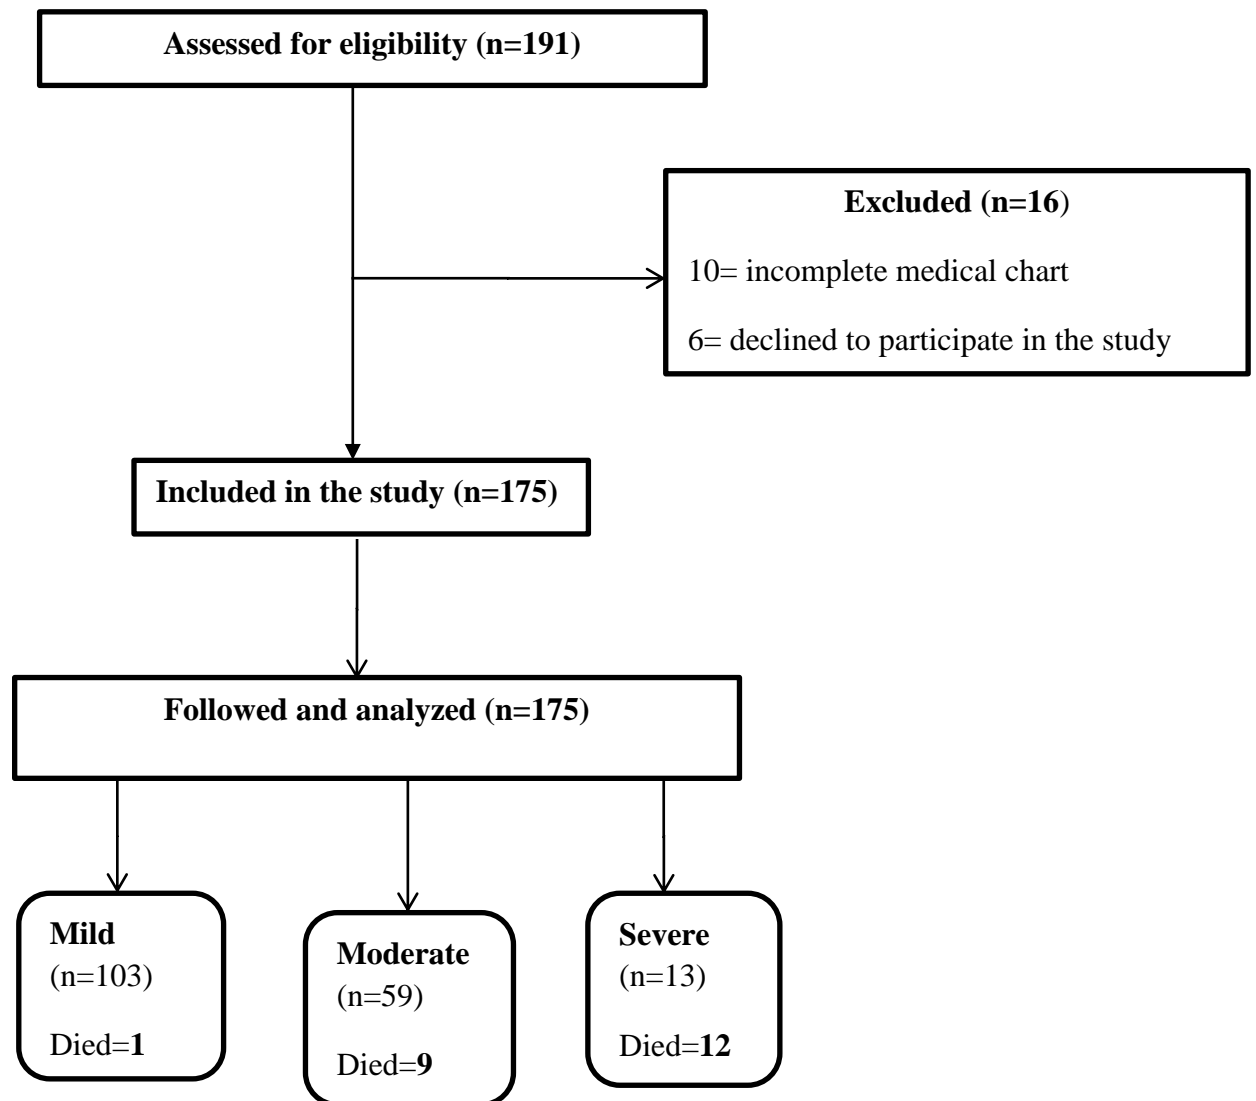 Assessed for eligibility (n=191)
Excluded (n=16)
10= incomplete medical chart
6= declined to participate in the study
Included in the study (n=175)
Followed and analyzed (n=175)
Mild
(n=103)
Died=1
Moderate
(n=59)
Died=9
Severe
(n=13)
Died=12